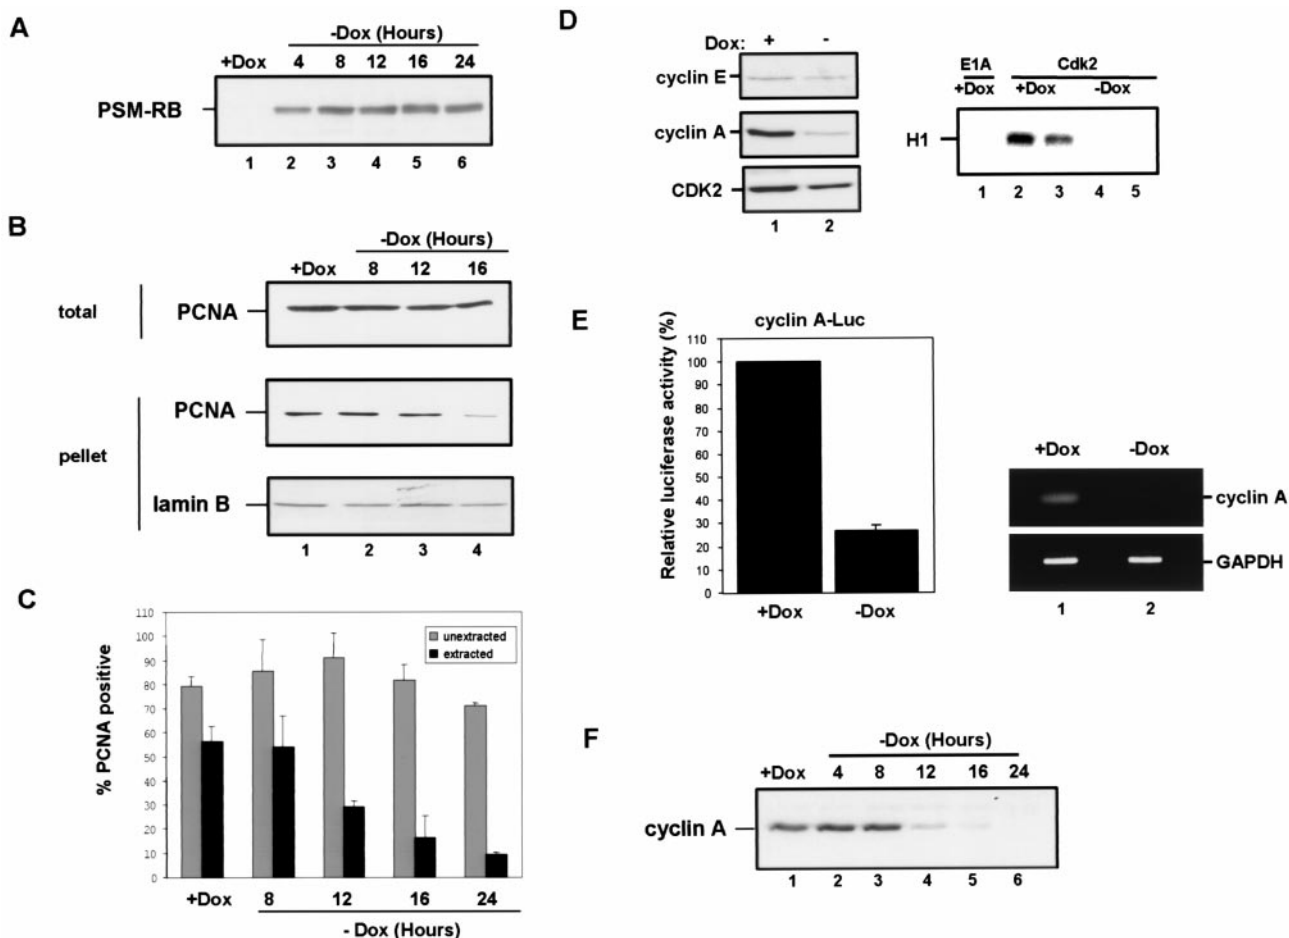 A
-Dox (Hours)
+Dox 4 8 12 16 24
PSM-RB
1 2 3 4 5 6
B
-Dox (Hours)
+Dox 8 12 16
total PCNA
PCNA
pellet
lamin B
1 2 3 4
C
110
100
90
80
70
60
50
40
30
20
10
0
% PCNA positive
unextracted
extracted
+Dox 8 12 16 24
- Dox (Hours)
D
Dox: + -
cyclin E
cyclin A
CDK2
1 2
E1A Cdk2
+Dox +Dox -Dox
H1
1 2 3 4 5
E
cyclin A-Luc
Relative luciferase activity (%)
110
100
90
80
70
60
50
40
30
20
10
0
+Dox -Dox
+Dox -Dox
cyclin A
GAPDH
1 2
F
-Dox (Hours)
+Dox 4 8 12 16 24
cyclin A
1 2 3 4 5 6